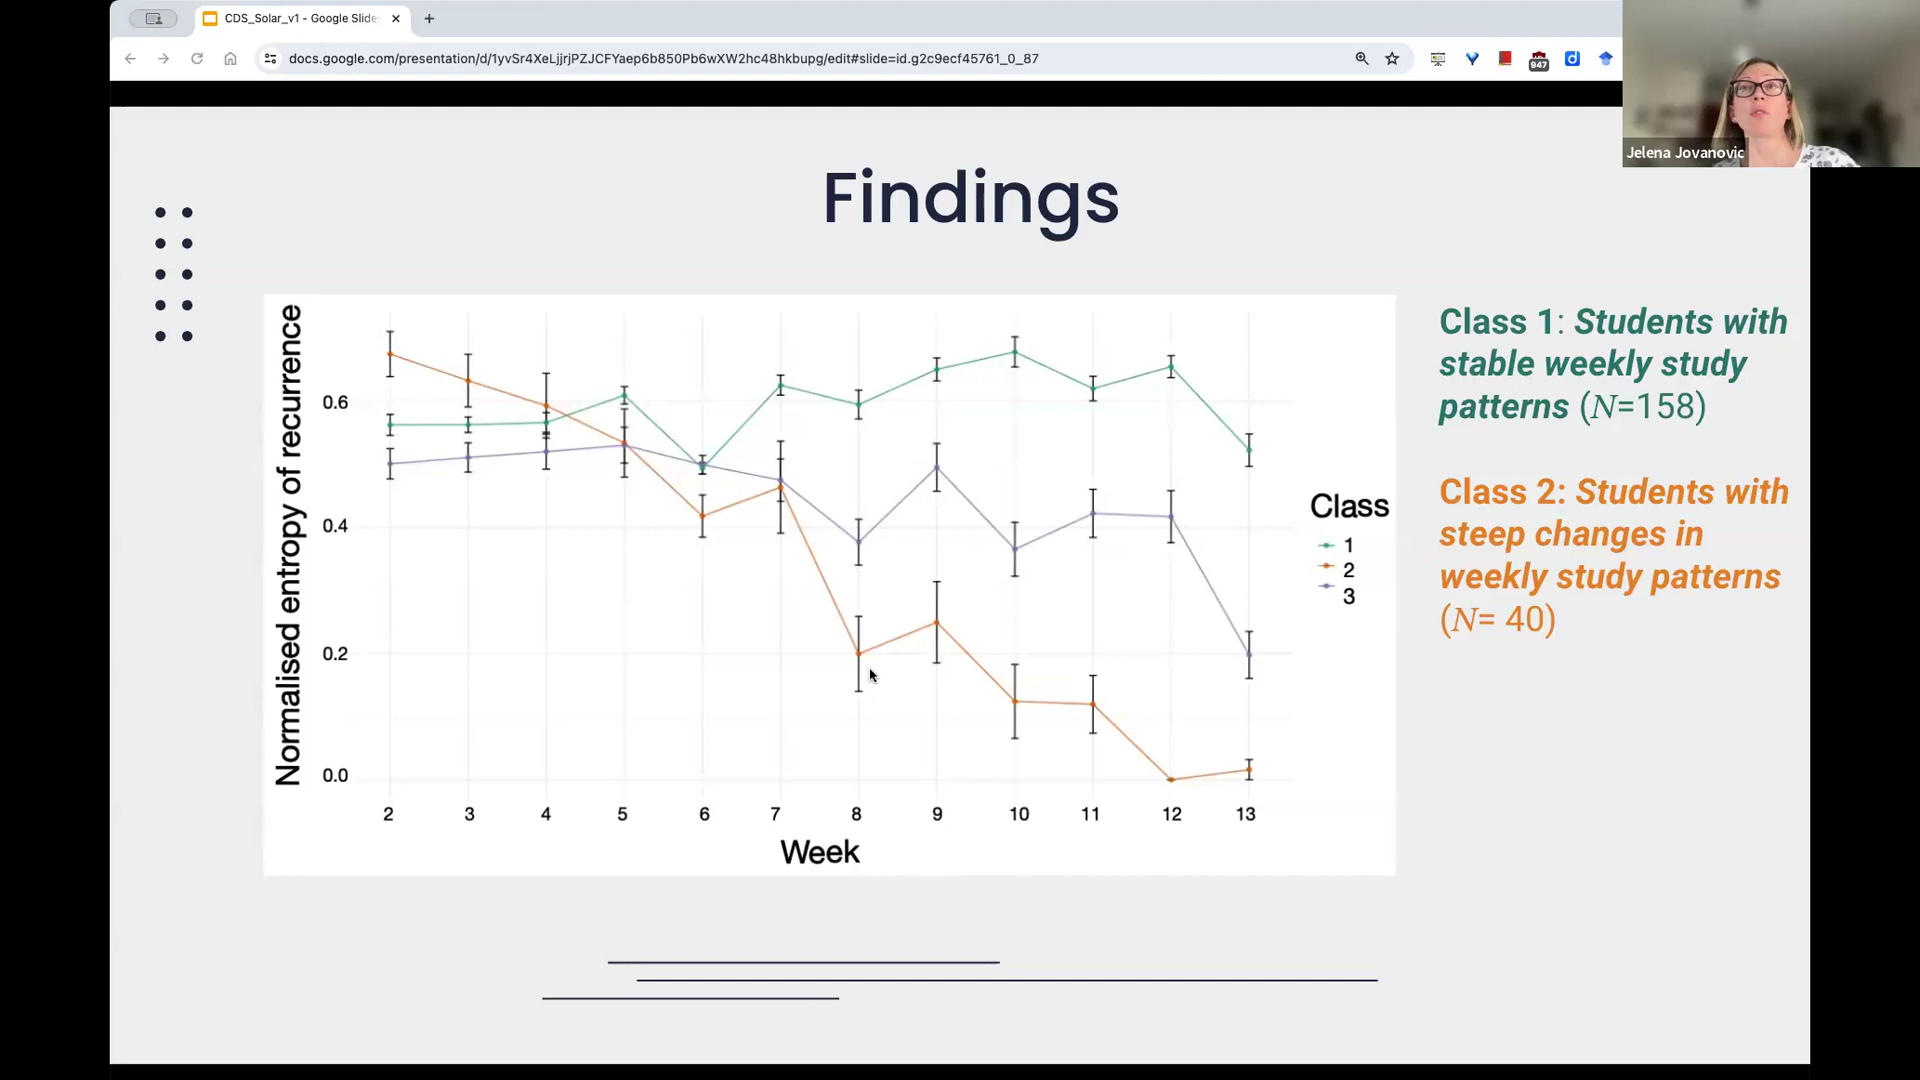 CDS_Solar_v1 - Google Slide
docs.google.com/presentation/d/1yvSr4XeLjjrjPZJCFYaep6b850Pb6wXW2hc48hkbupg/edit#slide=id.g2c9ecf45761_0_87
947
Jelena Jovanovic
Findings
Normalised entropy of recurrence
0.6
0.4
0.2
0.0
2 3 4 5 6 7 8 9 10 11 12 13
Week
Class
1
2
3
Class 1: Students with
stable weekly study
patterns (N=158)
Class 2: Students with
steep changes in
weekly study patterns
(N= 40)